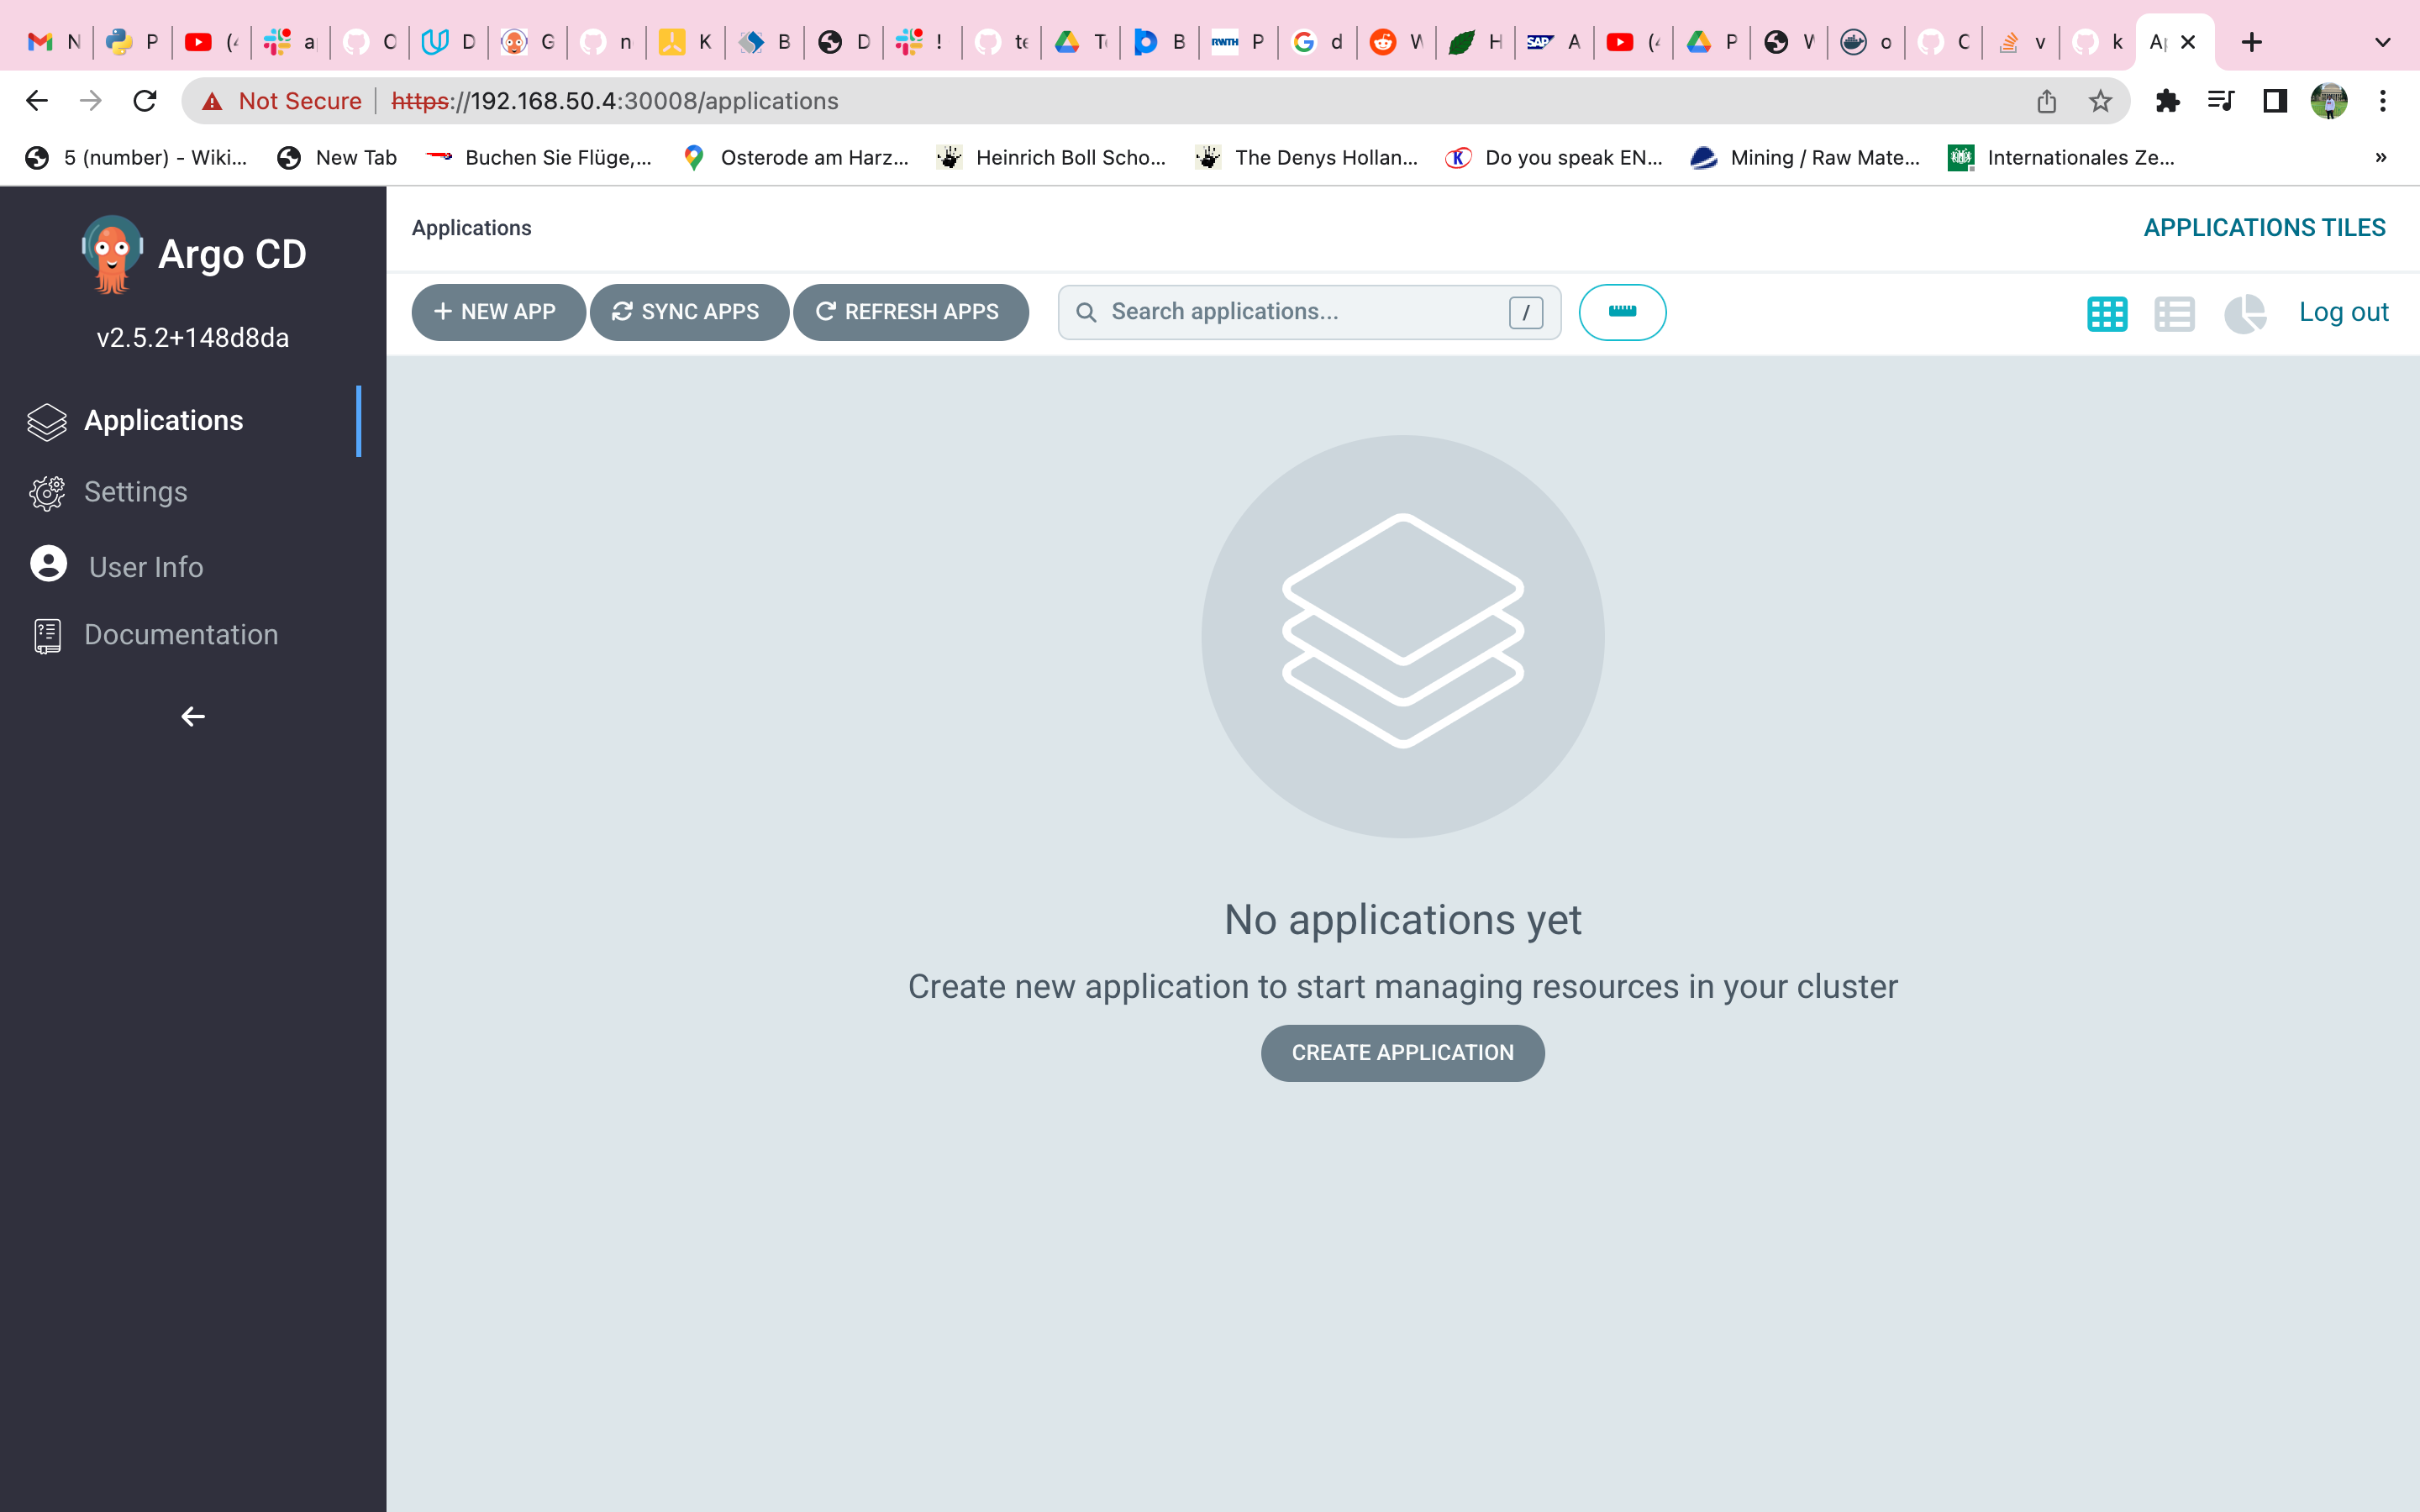 N P (4 a O D G n K B D ! te T B P d W H A (4 P W o C v k A
Not Secure https://192.168.50.4:30008/applications
5 (number) - Wiki... New Tab Buchen Sie Flüge,... Osterode am Harz... Heinrich Boll Scho... The Denys Hollan... Do you speak EN... Mining / Raw Mate... Internationales Ze... »
Argo CD
v2.5.2+148d8da
Applications
Settings
User Info
Documentation
Applications APPLICATIONS TILES
NEW APP SYNC APPS REFRESH APPS Search applications... / Log out
No applications yet
Create new application to start managing resources in your cluster
CREATE APPLICATION